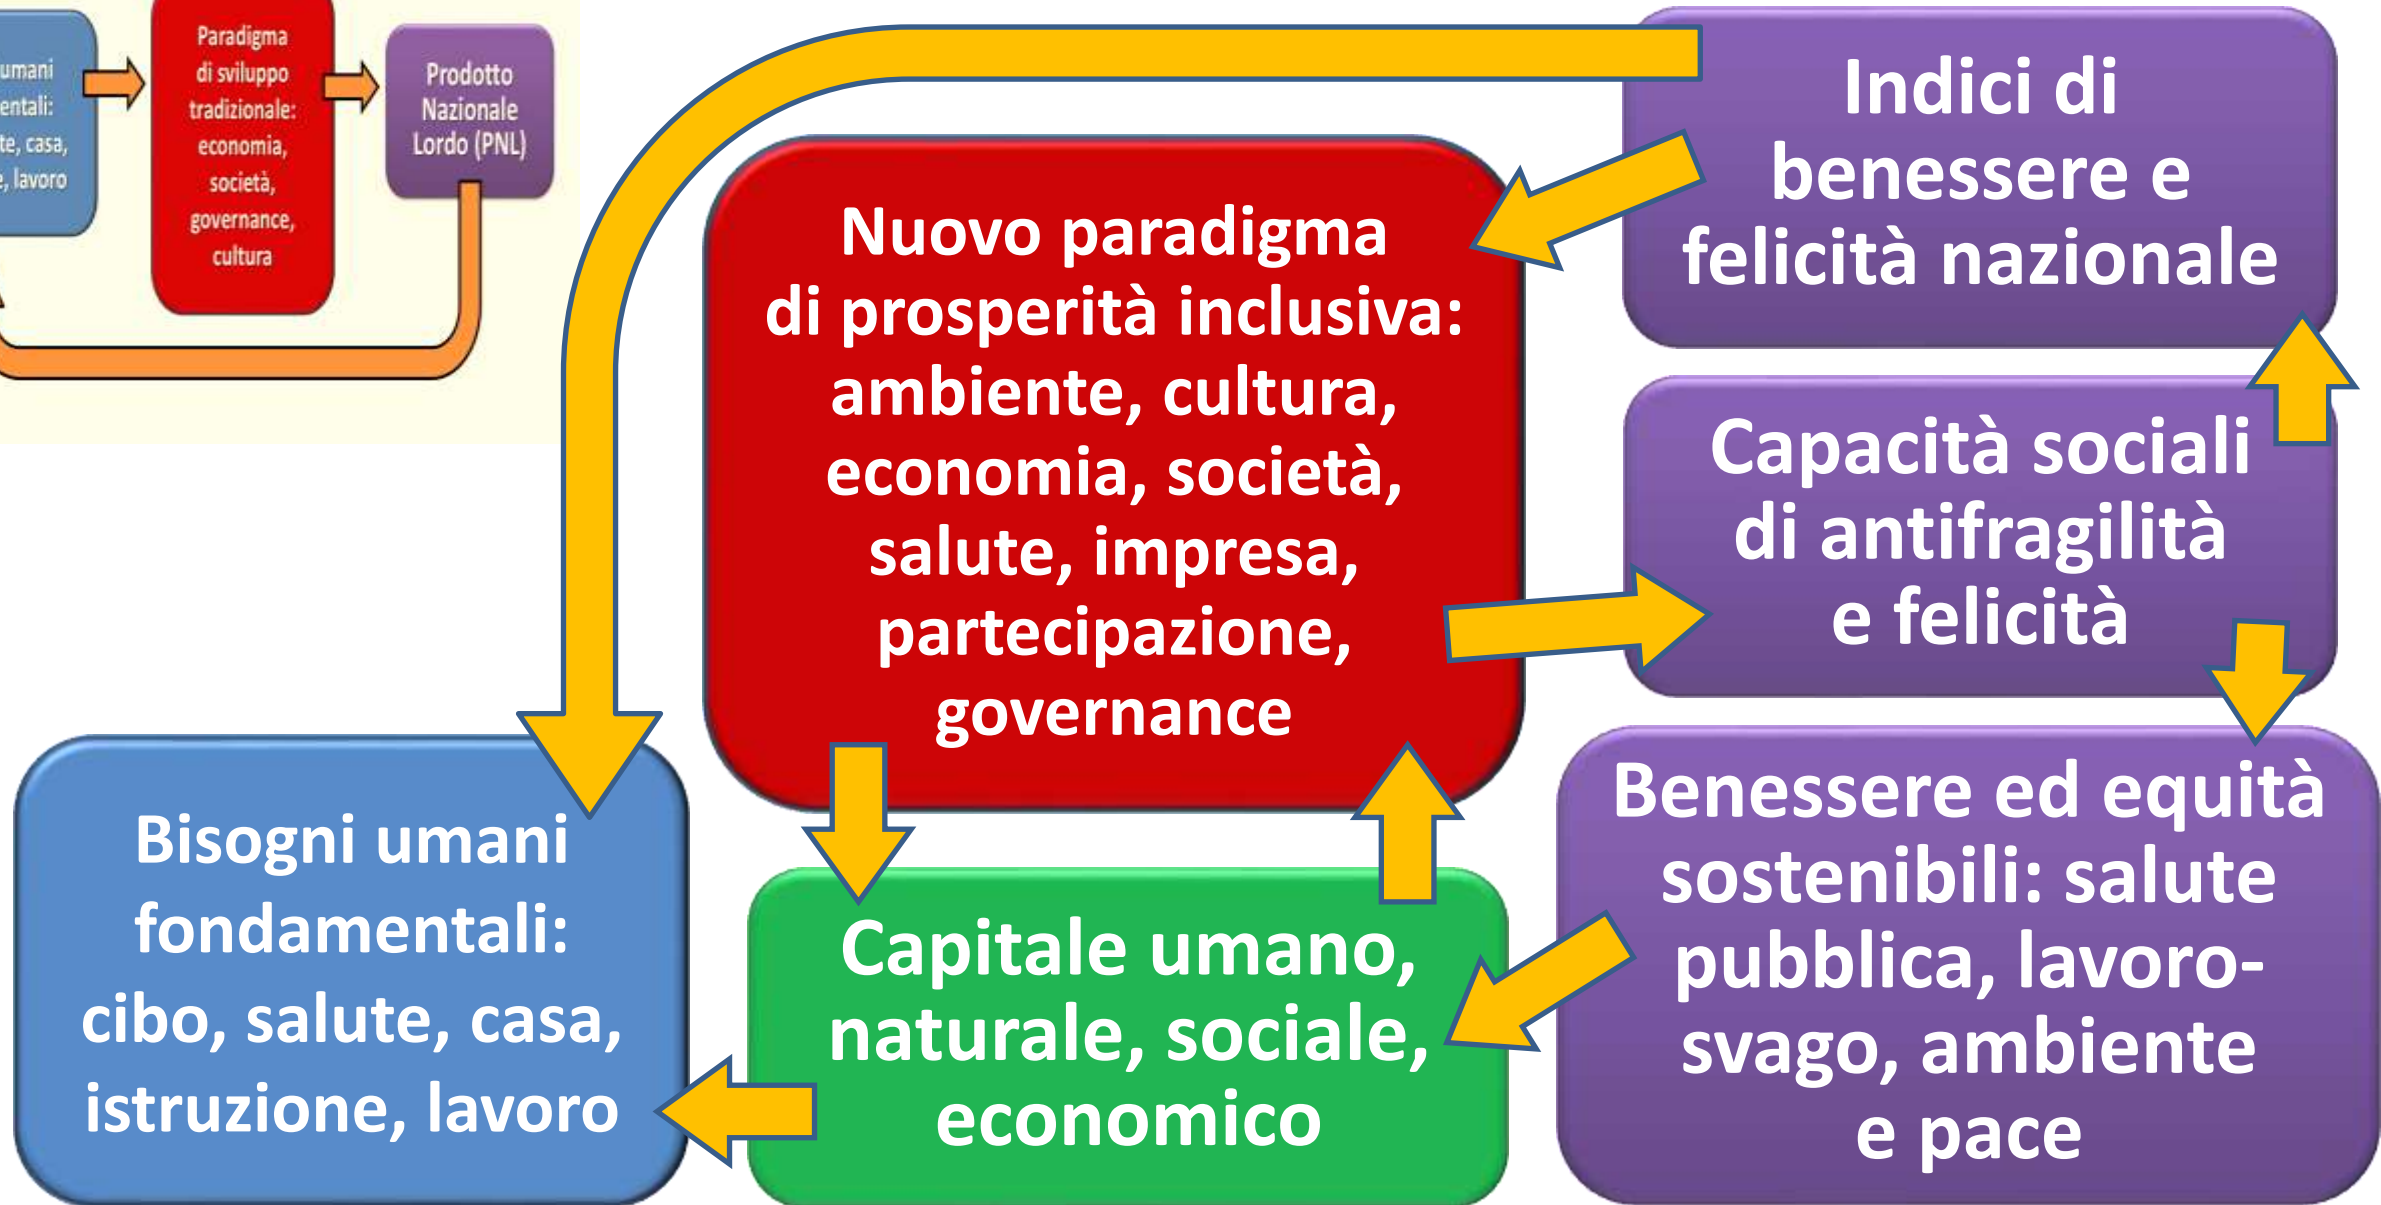 umani
te, casa,
lavoro
Paradigma
di sviluppo
tradizionale:
economia,
società,
governance,
cultura
Prodotto
Nazionale
Lordo (PNL)
Nuovo paradigma
di prosperità inclusiva:
ambiente, cultura,
economia, società,
salute, impresa,
partecipazione,
governance
Indici di
benessere e
felicità nazionale
Capacità sociali
di antifragilità
e felicità
Benessere ed equità
sostenibili: salute
pubblica, lavoro-
svago, ambiente
e pace
Capitale umano,
naturale, sociale,
economico
Bisogni umani
fondamentali:
cibo, salute, casa,
istruzione, lavoro